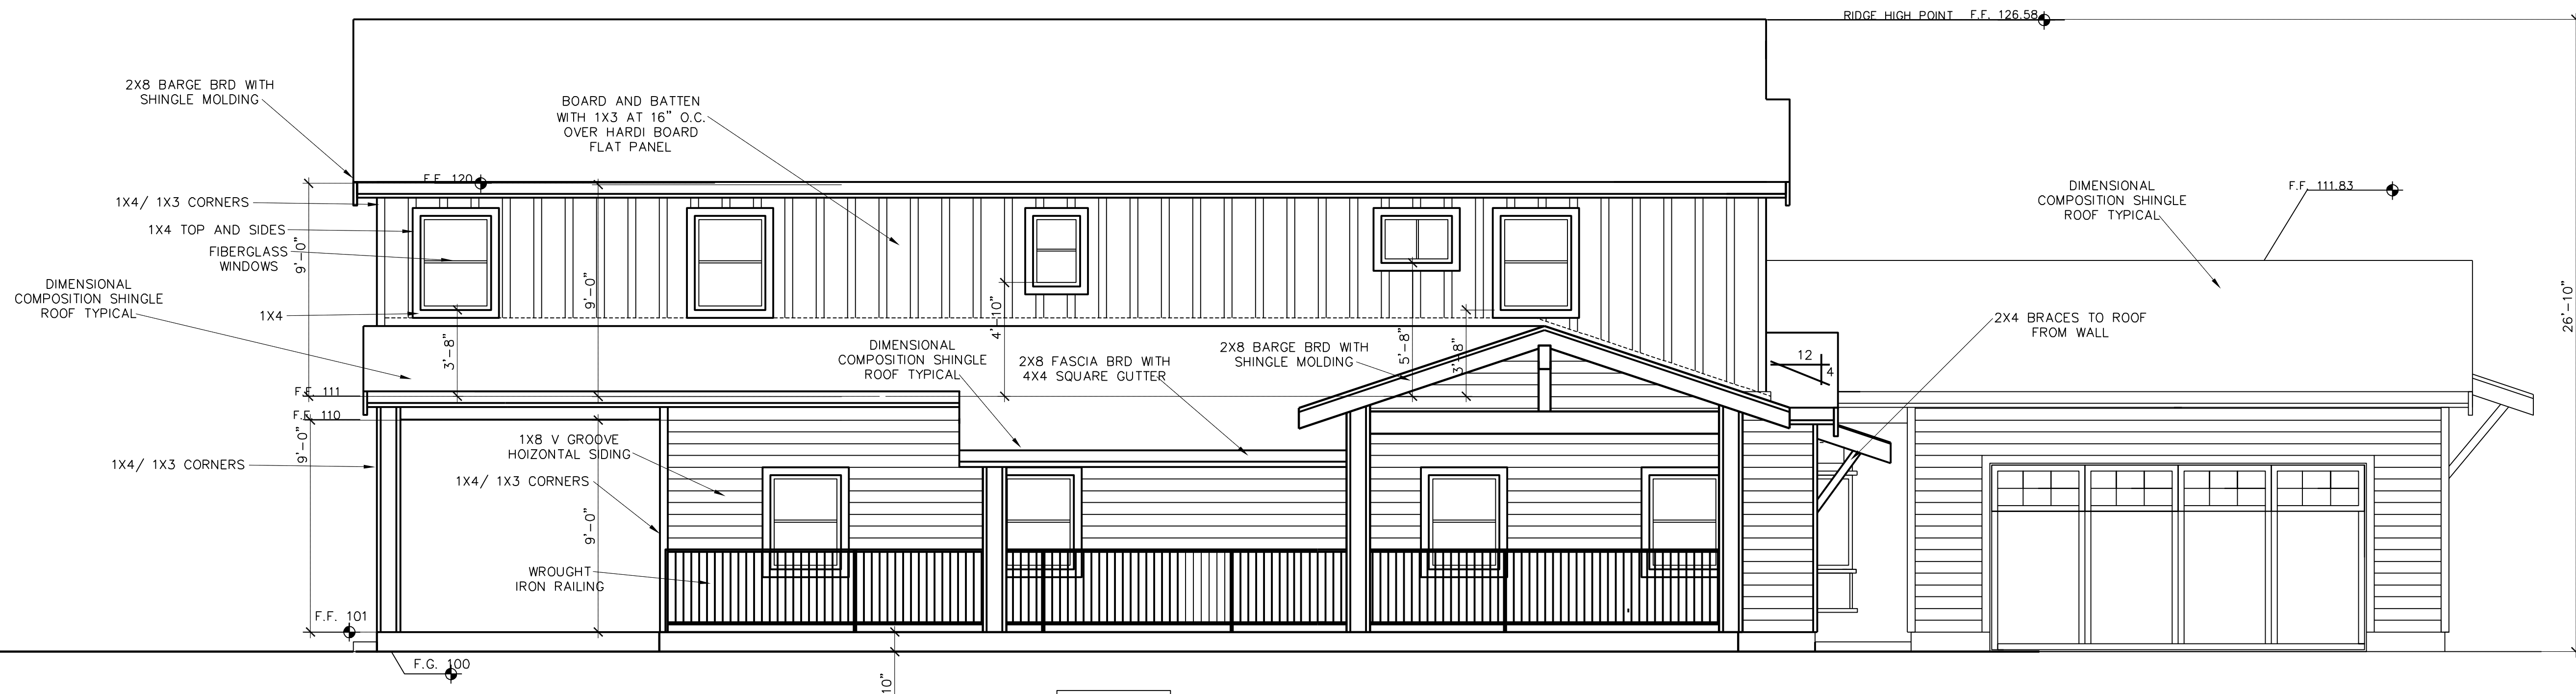 RIDGE HIGH POINT F.F. 126.58
2X8 BARGE BRD WITH
SHINGLE MOLDING
BOARD AND BATTEN
WITH 1X3 AT 16" O.C.
OVER HARDI BOARD
FLAT PANEL
F.F. 120
1X4/ 1X3 CORNERS
1X4 TOP AND SIDES
FIBERGLASS
WINDOWS
9'-0"
9'-0"
DIMENSIONAL
COMPOSITION SHINGLE
ROOF TYPICAL
F.F. 111.83
DIMENSIONAL
COMPOSITION SHINGLE
ROOF TYPICAL
1X4
3'-8"
4'-10"
5'-8"
3'-8"
26'-10"
2X4 BRACES TO ROOF
FROM WALL
DIMENSIONAL
COMPOSITION SHINGLE
ROOF TYPICAL
2X8 FASCIA BRD WITH
4X4 SQUARE GUTTER
2X8 BARGE BRD WITH
SHINGLE MOLDING
12
4
F.F. 111
F.F. 110
9'-0"
1X8 V GROOVE
HOIZONTAL SIDING
1X4/ 1X3 CORNERS
1X4/ 1X3 CORNERS
9'-0"
WROUGHT
IRON RAILING
F.F. 101
F.G. 100
10"